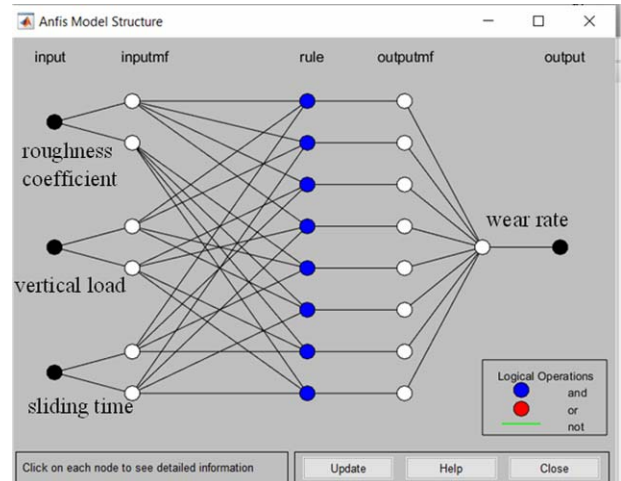 Anfis Model Structure
input inputmf rule outputmf output
roughness
coefficient
wear rate
vertical load
Logical Operations
and
or
not
sliding time
Click on each node to see detailed information
Update Help Close